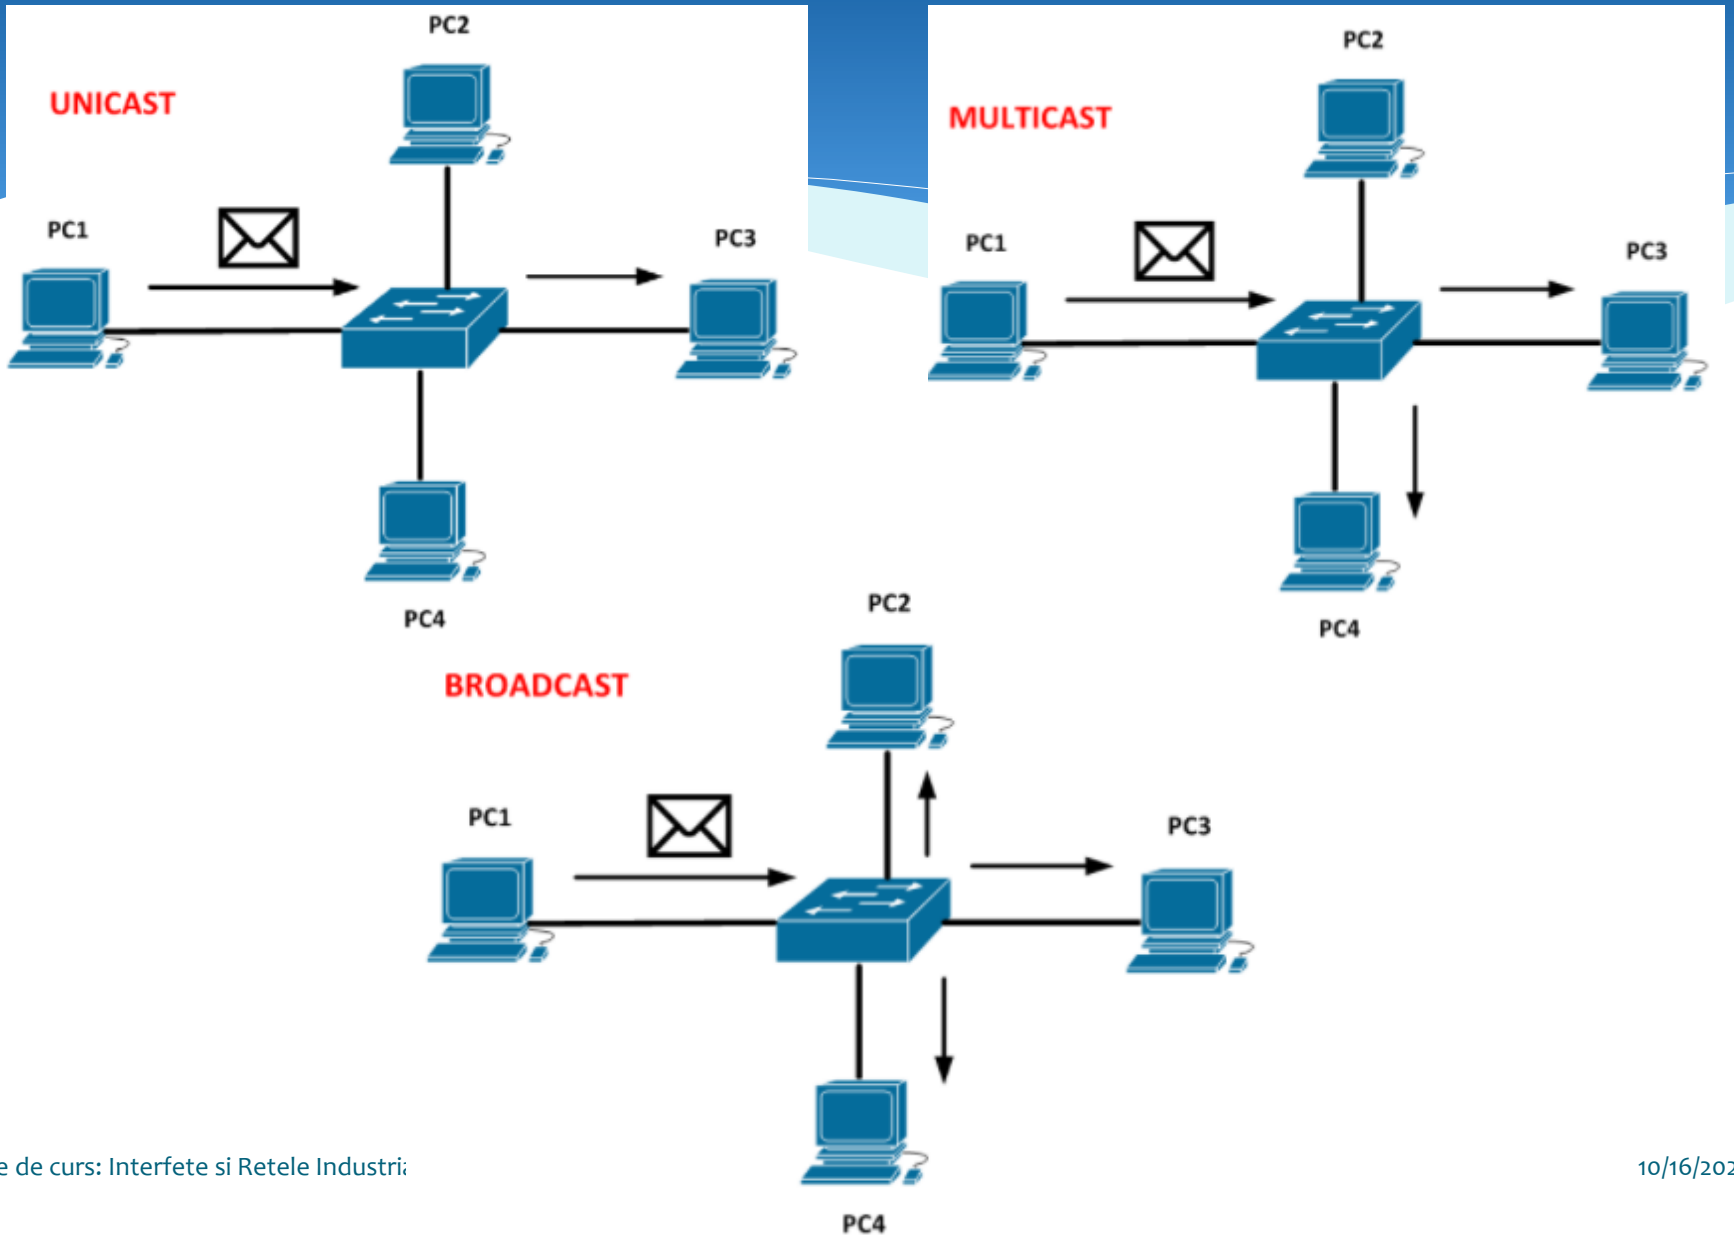 PC2
UNICAST
PC1
PC3
PC4
PC2
MULTICAST
PC1
PC3
PC4
PC2
BROADCAST
PC1
PC3
PC4
e de curs: Interfete si Retele Industri
10/16/202